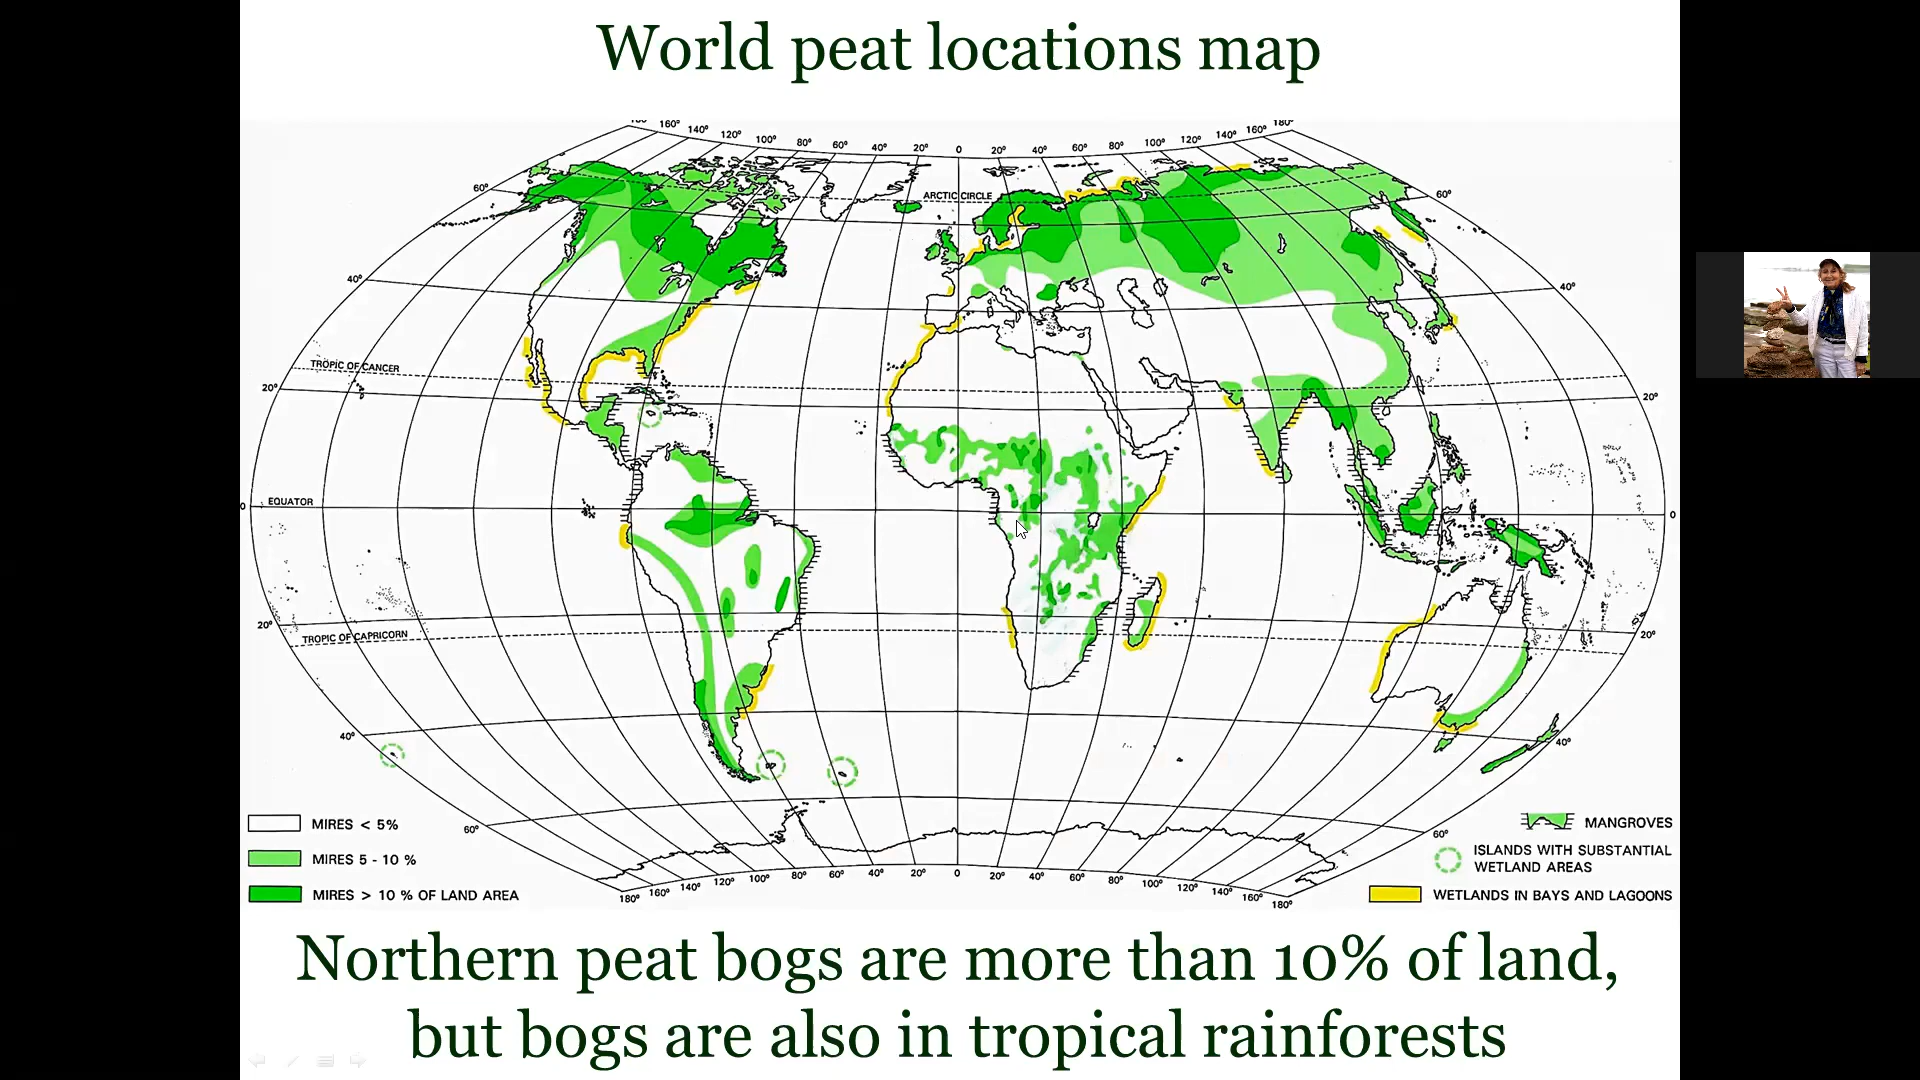 World peat locations map
180° 160° 140° 120° 100° 80° 60° 40° 20° 0 20° 40° 60° 80° 100° 120° 140° 160° 180°
60° ARCTIC CIRCLE 60°
40° 40°
TROPIC OF CANCER
20° 20°
EQUATOR
0 0
20° 20°
TROPIC OF CAPRICORN
40° 40°
60° 60°
180° 160° 140° 120° 100° 80° 60° 40° 20° 0 20° 40° 60° 80° 100° 120° 140° 160° 180°
MIRES < 5%
MIRES 5 - 10 %
MIRES > 10 % OF LAND AREA
MANGROVES
ISLANDS WITH SUBSTANTIAL
WETLAND AREAS
WETLANDS IN BAYS AND LAGOONS
Northern peat bogs are more than 10% of land,
but bogs are also in tropical rainforests